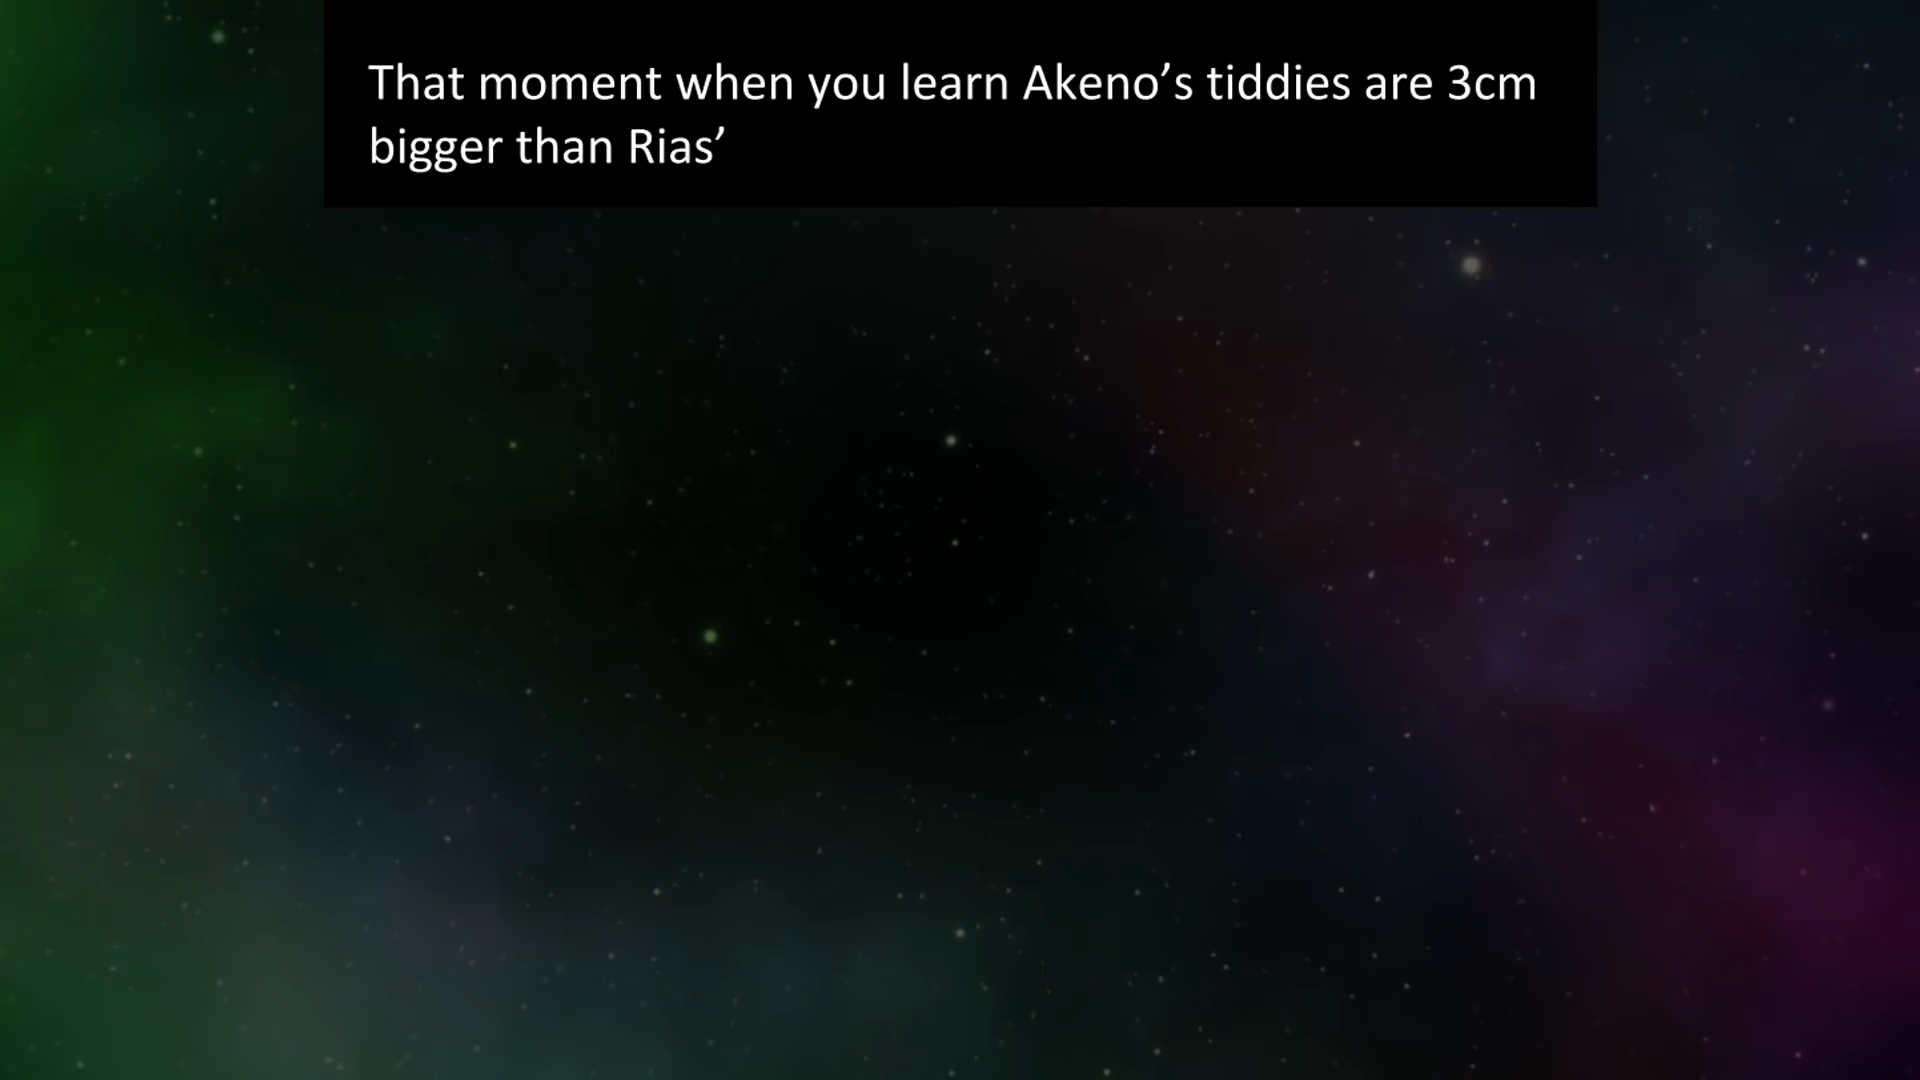 That moment when you learn Akeno’s tiddies are 3cm
bigger than Rias’